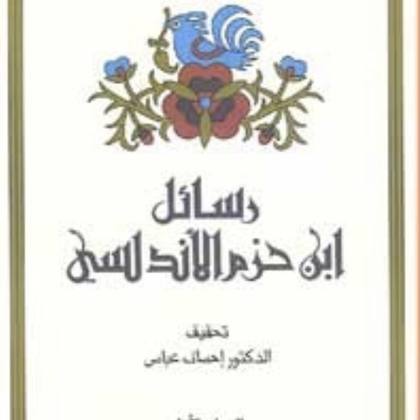 رسائل
ابن حزم الأندلسي
تحقيق
الدكتور إحسان عباس